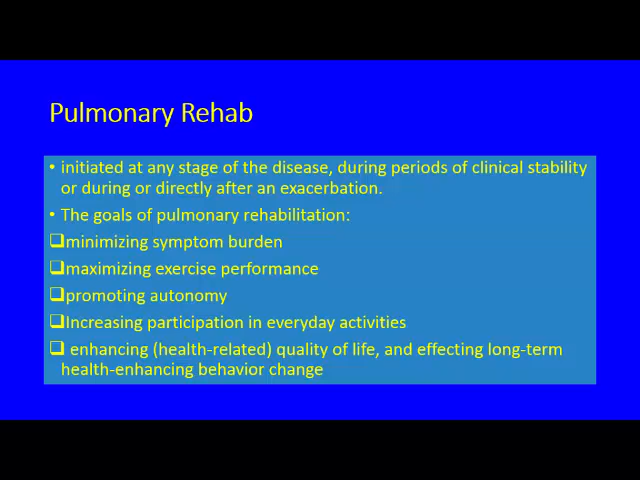 Pulmonary Rehab
• initiated at any stage of the disease, during periods of clinical stability
or during or directly after an exacerbation.
• The goals of pulmonary rehabilitation:
❑minimizing symptom burden
❑maximizing exercise performance
❑promoting autonomy
❑Increasing participation in everyday activities
❑ enhancing (health-related) quality of life, and effecting long-term
health-enhancing behavior change